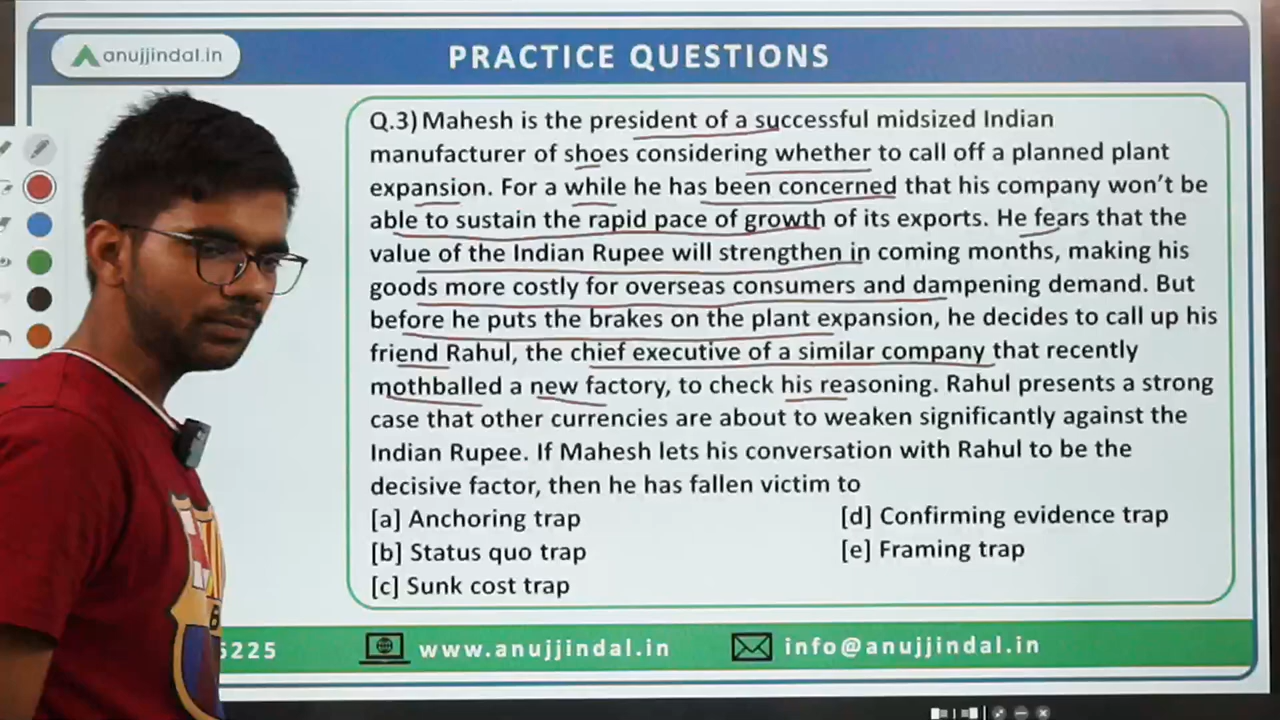 anujjindal.in
PRACTICE QUESTIONS
Q.3) Mahesh is the president of a successful midsized Indian
manufacturer of shoes considering whether to call off a planned plant
expansion. For a while he has been concerned that his company won't be
able to sustain the rapid pace of growth of its exports. He fears that the
value of the Indian Rupee will strengthen in coming months, making his
goods more costly for overseas consumers and dampening demand. But
before he puts the brakes on the plant expansion, he decides to call up his
friend Rahul, the chief executive of a similar company that recently
mothballed a new factory, to check his reasoning. Rahul presents a strong
case that other currencies are about to weaken significantly against the
Indian Rupee. If Mahesh lets his conversation with Rahul to be the
decisive factor, then he has fallen victim to
[a] Anchoring trap
[b] Status quo trap
[c] Sunk cost trap
[d] Confirming evidence trap
[e] Framing trap
5225
www.anujjindal.in
info@anujjindal.in